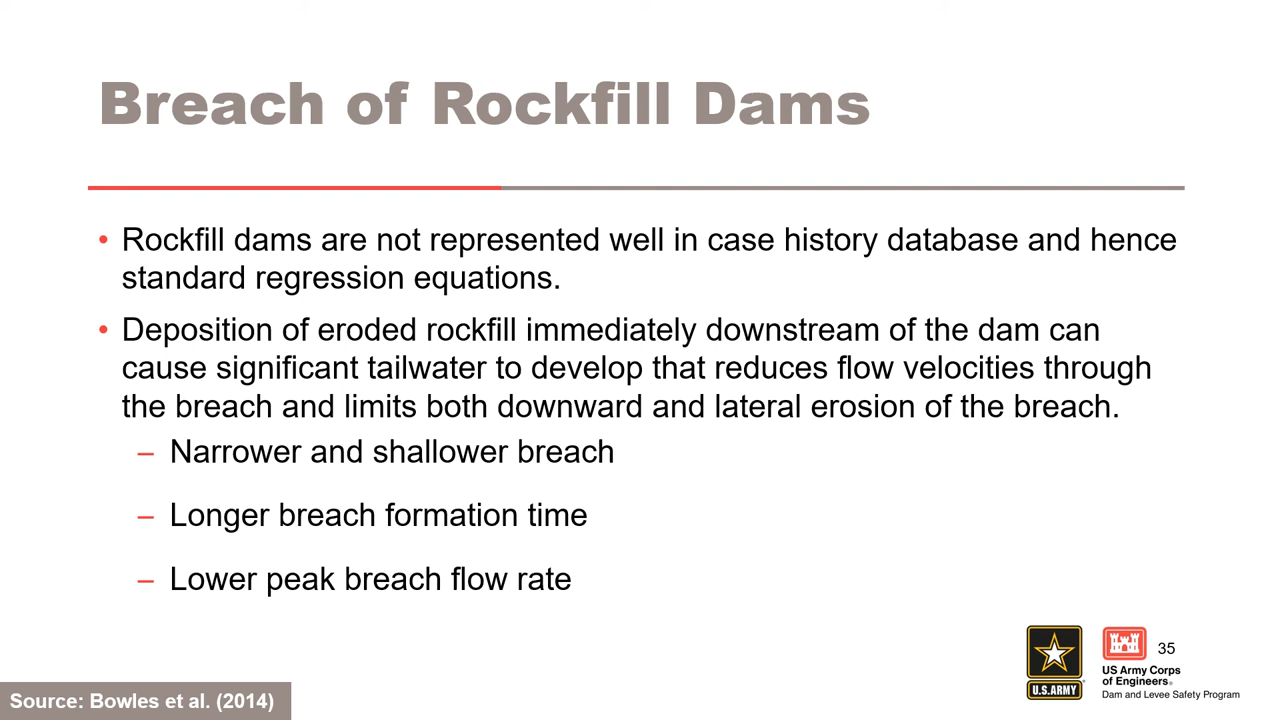 Breach of Rockfill Dams
• Rockfill dams are not represented well in case history database and hence
standard regression equations.
• Deposition of eroded rockfill immediately downstream of the dam can
cause significant tailwater to develop that reduces flow velocities through
the breach and limits both downward and lateral erosion of the breach.
– Narrower and shallower breach
– Longer breach formation time
– Lower peak breach flow rate
U.S.ARMY
35
US Army Corps
of Engineers®
Dam and Levee Safety Program
Source: Bowles et al. (2014)